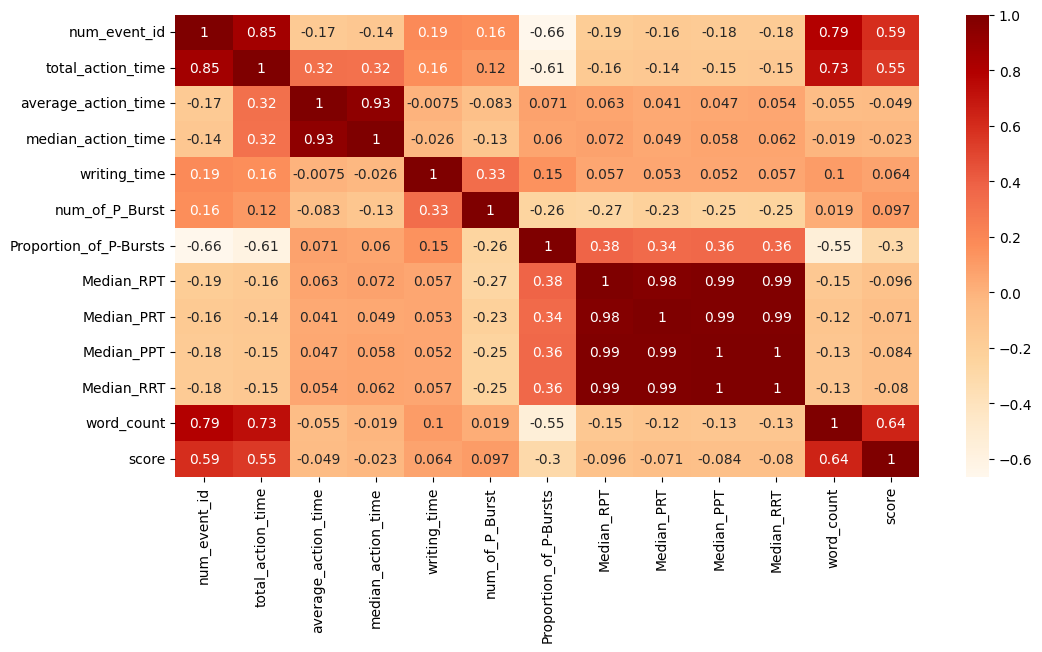 num_event_id 1 0.85 -0.17 -0.14 0.19 0.16 -0.66 -0.19 -0.16 -0.18 -0.18 0.79 0.59
total_action_time 0.85 1 0.32 0.32 0.16 0.12 -0.61 -0.16 -0.14 -0.15 -0.15 0.73 0.55
average_action_time -0.17 0.32 1 0.93 -0.0075 -0.083 0.071 0.063 0.041 0.047 0.054 -0.055 -0.049
median_action_time -0.14 0.32 0.93 1 -0.026 -0.13 0.06 0.072 0.049 0.058 0.062 -0.019 -0.023
writing_time 0.19 0.16 -0.0075 -0.026 1 0.33 0.15 0.057 0.053 0.052 0.057 0.1 0.064
num_of_P_Burst 0.16 0.12 -0.083 -0.13 0.33 1 -0.26 -0.27 -0.23 -0.25 -0.25 0.019 0.097
Proportion_of_P-Bursts -0.66 -0.61 0.071 0.06 0.15 -0.26 1 0.38 0.34 0.36 0.36 -0.55 -0.3
Median_RPT -0.19 -0.16 0.063 0.072 0.057 -0.27 0.38 1 0.98 0.99 0.99 -0.15 -0.096
Median_PRT -0.16 -0.14 0.041 0.049 0.053 -0.23 0.34 0.98 1 0.99 0.99 -0.12 -0.071
Median_PPT -0.18 -0.15 0.047 0.058 0.052 -0.25 0.36 0.99 0.99 1 1 -0.13 -0.084
Median_RRT -0.18 -0.15 0.054 0.062 0.057 -0.25 0.36 0.99 0.99 1 1 -0.13 -0.08
word_count 0.79 0.73 -0.055 -0.019 0.1 0.019 -0.55 -0.15 -0.12 -0.13 -0.13 1 0.64
score 0.59 0.55 -0.049 -0.023 0.064 0.097 -0.3 -0.096 -0.071 -0.084 -0.08 0.64 1
num_event_id
total_action_time
average_action_time
median_action_time
writing_time
num_of_P_Burst
Proportion_of_P-Bursts
Median_RPT
Median_PRT
Median_PPT
Median_RRT
word_count
score
1.0
0.8
0.6
0.4
0.2
0.0
-0.2
-0.4
-0.6